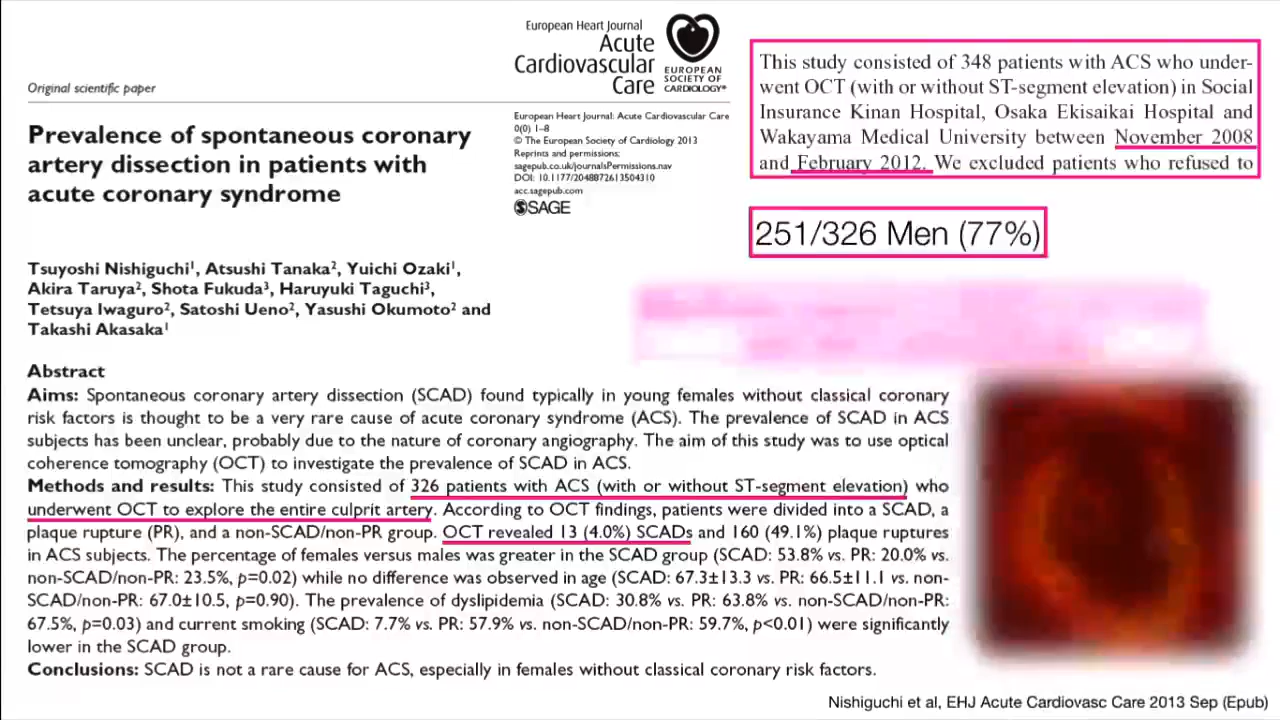 Original scientific paper
Prevalence of spontaneous coronary
artery dissection in patients with
acute coronary syndrome
European Heart Journal
Acute
Cardiovascular
Care
EUROPEAN
SOCIETY OF
CARDIOLOGY®
European Heart Journal: Acute Cardiovascular Care
0(0) 1–8
© The European Society of Cardiology 2013
Reprints and permissions:
sagepub.co.uk/journalsPermissions.nav
DOI: 10.1177/2048872613504310
acc.sagepub.com
SAGE
This study consisted of 348 patients with ACS who under-
went OCT (with or without ST-segment elevation) in Social
Insurance Kinan Hospital, Osaka Ekisaikai Hospital and
Wakayama Medical University between November 2008
and February 2012. We excluded patients who refused to
251/326 Men (77%)
Tsuyoshi Nishiguchi¹, Atsushi Tanaka², Yuichi Ozaki¹,
Akira Taruya², Shota Fukuda³, Haruyuki Taguchi³,
Tetsuya Iwaguro², Satoshi Ueno², Yasushi Okumoto² and
Takashi Akasaka¹
Abstract
Aims: Spontaneous coronary artery dissection (SCAD) found typically in young females without classical coronary
risk factors is thought to be a very rare cause of acute coronary syndrome (ACS). The prevalence of SCAD in ACS
subjects has been unclear, probably due to the nature of coronary angiography. The aim of this study was to use optical
coherence tomography (OCT) to investigate the prevalence of SCAD in ACS.
Methods and results: This study consisted of 326 patients with ACS (with or without ST-segment elevation) who
underwent OCT to explore the entire culprit artery. According to OCT findings, patients were divided into a SCAD, a
plaque rupture (PR), and a non-SCAD/non-PR group. OCT revealed 13 (4.0%) SCADs and 160 (49.1%) plaque ruptures
in ACS subjects. The percentage of females versus males was greater in the SCAD group (SCAD: 53.8% vs. PR: 20.0% vs.
non-SCAD/non-PR: 23.5%, p=0.02) while no difference was observed in age (SCAD: 67.3±13.3 vs. PR: 66.5±11.1 vs. non-
SCAD/non-PR: 67.0±10.5, p=0.90). The prevalence of dyslipidemia (SCAD: 30.8% vs. PR: 63.8% vs. non-SCAD/non-PR:
67.5%, p=0.03) and current smoking (SCAD: 7.7% vs. PR: 57.9% vs. non-SCAD/non-PR: 59.7%, p<0.01) were significantly
lower in the SCAD group.
Conclusions: SCAD is not a rare cause for ACS, especially in females without classical coronary risk factors.
Nishiguchi et al, EHJ Acute Cardiovasc Care 2013 Sep (Epub)